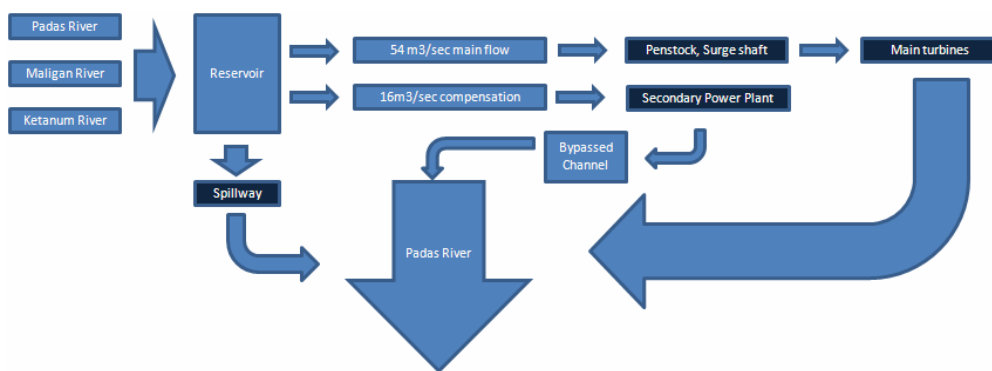 Padas River
Maligan River
Ketanum River
Reservoir
54 m3/sec main flow
Penstock, Surge shaft
Main turbines
16m3/sec compensation
Secondary Power Plant
Bypassed
Channel
Spillway
Padas River